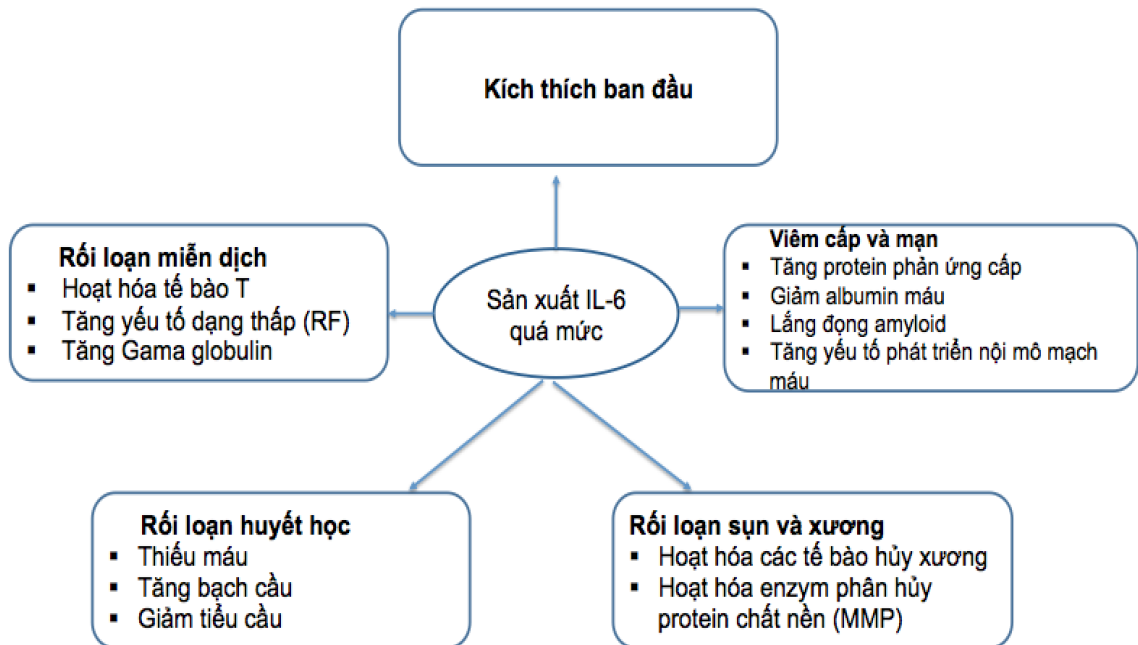 Kích thích ban đầu
Rối loạn miễn dịch
▪ Hoạt hóa tế bào T
▪ Tăng yếu tố dạng thấp (RF)
▪ Tăng Gama globulin
Sản xuất IL-6
quá mức
Viêm cấp và mạn
▪ Tăng protein phản ứng cấp
▪ Giảm albumin máu
▪ Lắng đọng amyloid
▪ Tăng yếu tố phát triển nội mô mạch
máu
Rối loạn huyết học
▪ Thiếu máu
▪ Tăng bạch cầu
▪ Giảm tiểu cầu
Rối loạn sụn và xương
▪ Hoạt hóa các tế bào hủy xương
▪ Hoạt hóa enzym phân hủy
protein chất nền (MMP)